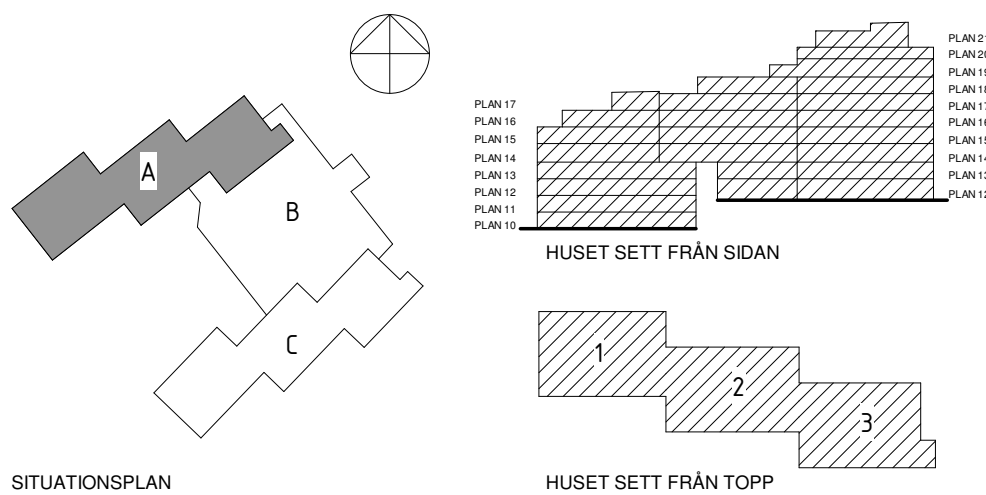 A
B
C
SITUATIONSPLAN
PLAN 17
PLAN 16
PLAN 15
PLAN 14
PLAN 13
PLAN 12
PLAN 11
PLAN 10
PLAN 21
PLAN 20
PLAN 19
PLAN 18
PLAN 17
PLAN 16
PLAN 15
PLAN 14
PLAN 13
PLAN 12
HUSET SETT FRÅN SIDAN
1
2
3
HUSET SETT FRÅN TOPP